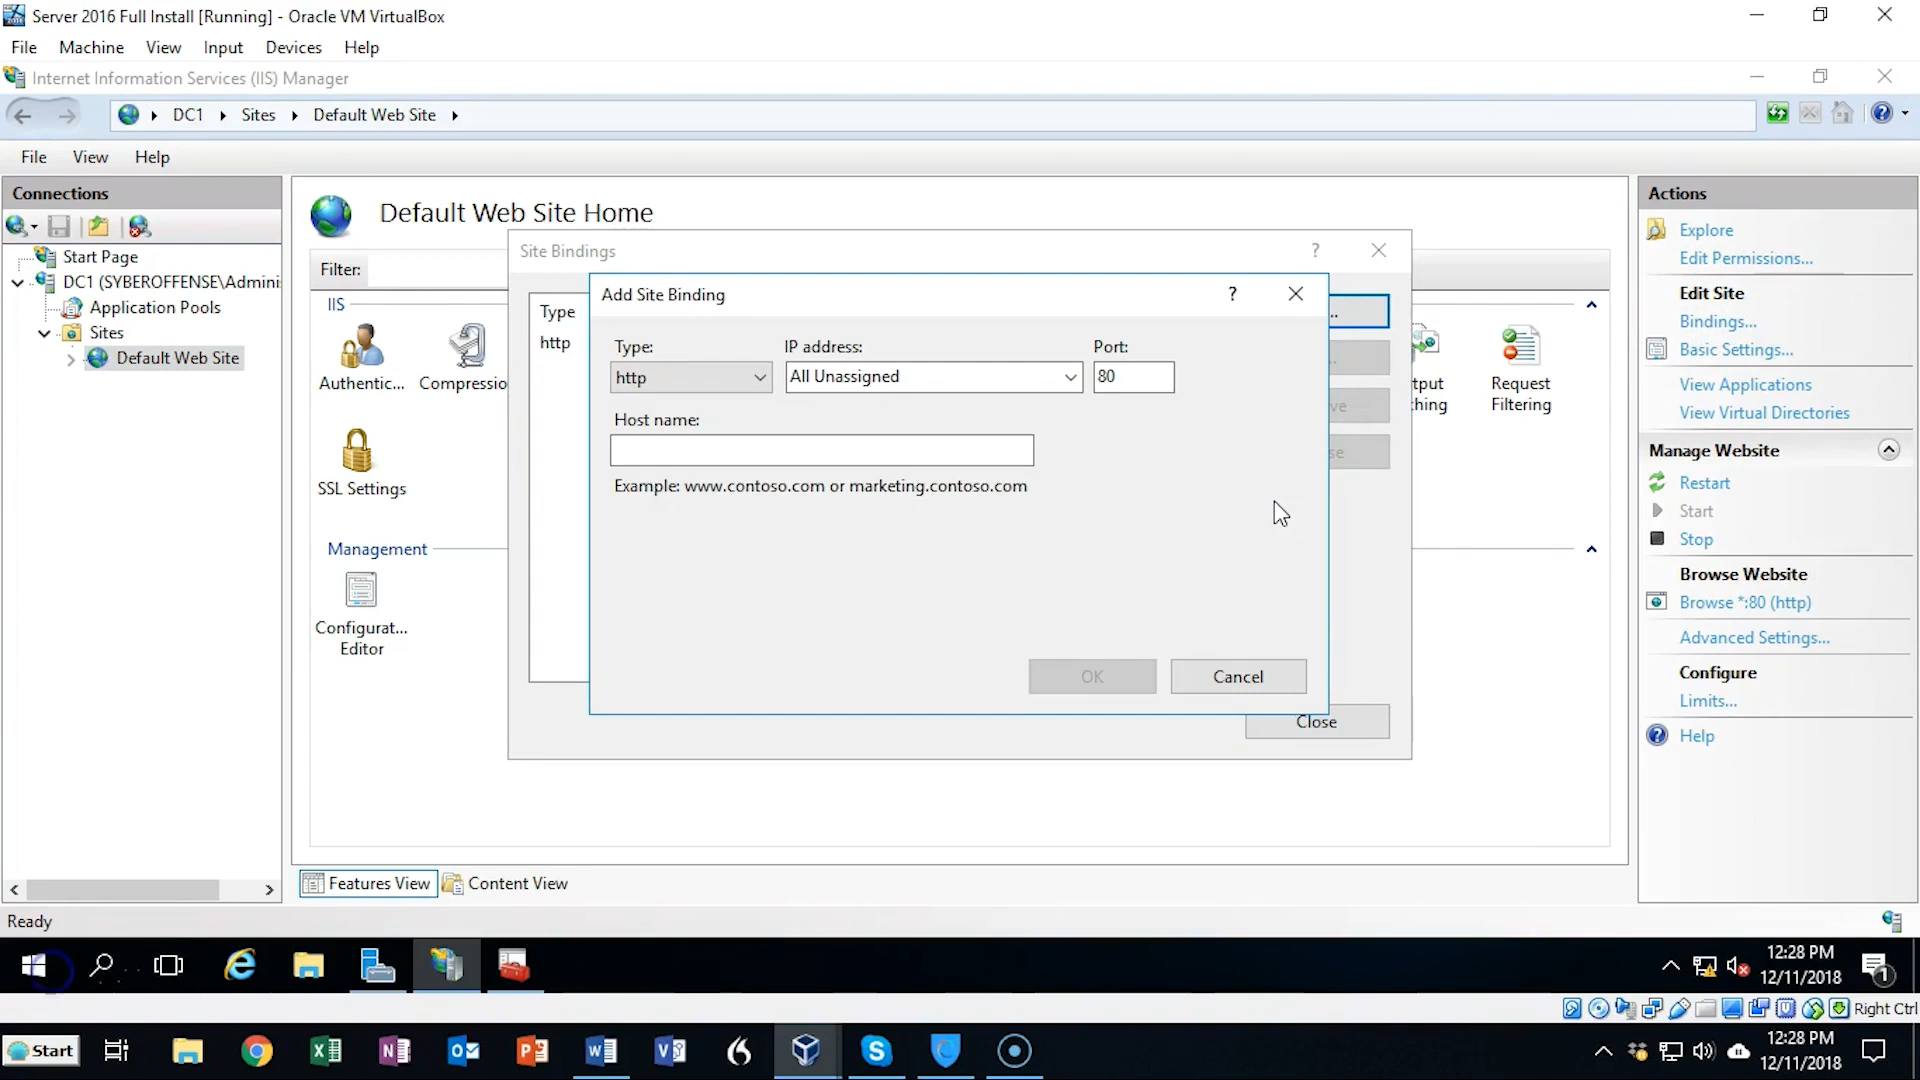 Server 2016 Full Install [Running] - Oracle VM VirtualBox
File Machine View Input Devices Help
Internet Information Services (IIS) Manager
DC1 Sites Default Web Site
File View Help
Connections
Start Page
DC1 (SYBEROFFENSE\Admini
Application Pools
Sites
Default Web Site
Default Web Site Home
Filter:
IIS
Authentic...
Compressio
SSL Settings
Management
Configurat...
Editor
tput
hing
Request
Filtering
Site Bindings
?
Type
http
..
..
ve
se
Close
Add Site Binding
?
Type:
IP address:
Port:
http
All Unassigned
80
Host name:
Example: www.contoso.com or marketing.contoso.com
OK
Cancel
Features View
Content View
Actions
Explore
Edit Permissions...
Edit Site
Bindings...
Basic Settings...
View Applications
View Virtual Directories
Manage Website
Restart
Start
Stop
Browse Website
Browse *:80 (http)
Advanced Settings...
Configure
Limits...
Help
Ready
12:28 PM
12/11/2018
1
Right Ctrl
Start
12:28 PM
12/11/2018